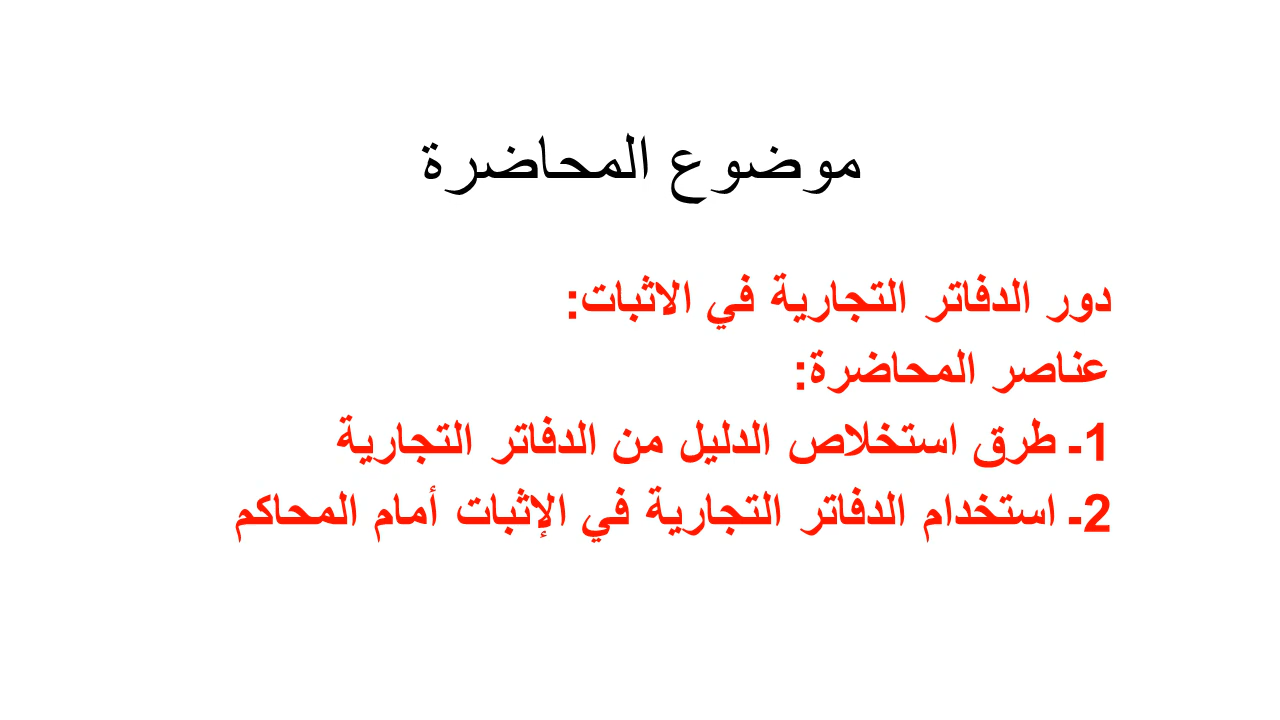 موضوع المحاضرة
دور الدفاتر التجارية في الاثبات:
عناصر المحاضرة:
1- طرق استخلاص الدليل من الدفاتر التجارية
2- استخدام الدفاتر التجارية في الإثبات أمام المحاكم